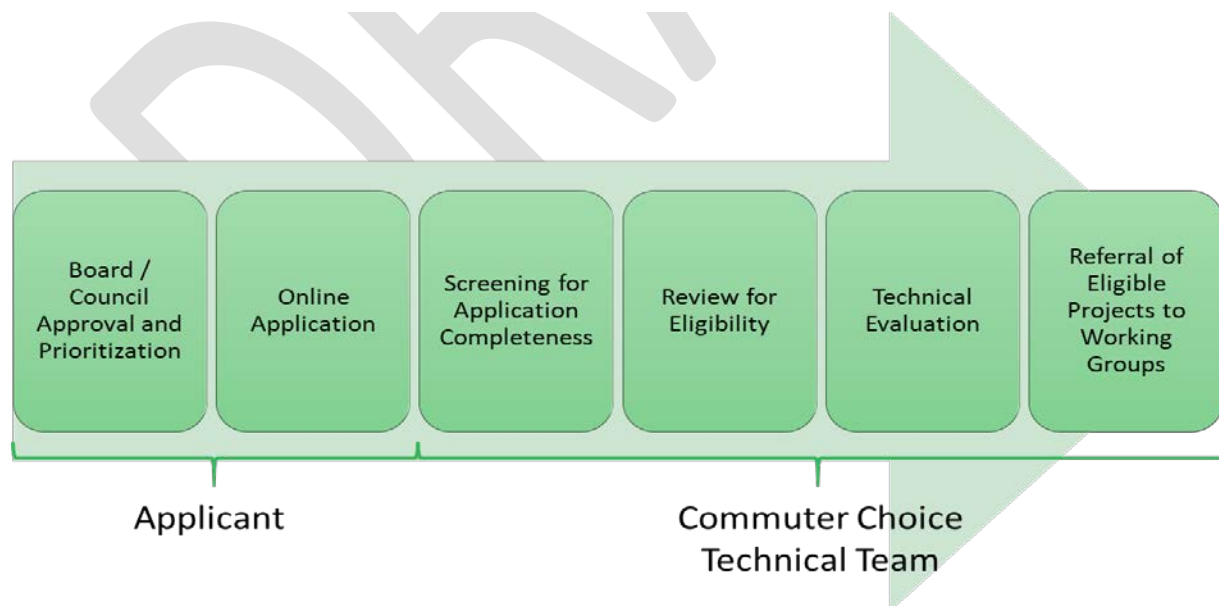 Board /
Council
Approval and
Prioritization
Online
Application
Screening for
Application
Completeness
Review for
Eligibility
Technical
Evaluation
Referral of
Eligible
Projects to
Working
Groups
Applicant
Commuter Choice
Technical Team